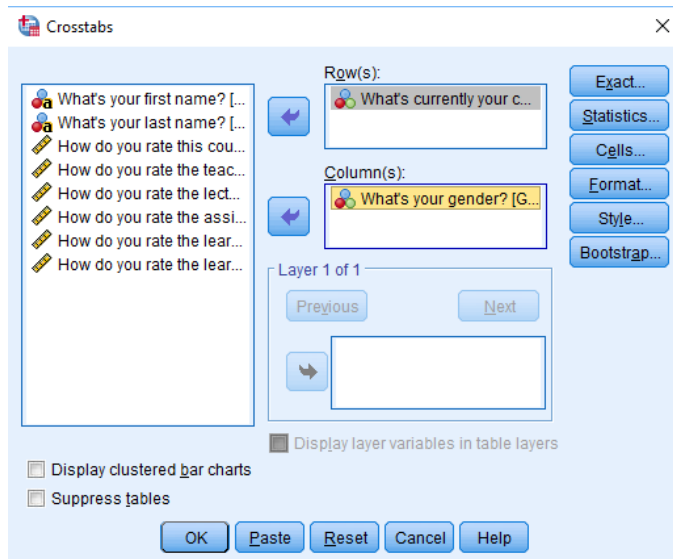 Crosstabs
What's your first name? [...
What's your last name? [...
How do you rate this cou...
How do you rate the teac...
How do you rate the lect...
How do you rate the assi...
How do you rate the lear...
How do you rate the lear...
Row(s):
What's currently your c...
Column(s):
What's your gender? [G...
Layer 1 of 1
Previous
Next
Display layer variables in table layers
Exact...
Statistics...
Cells...
Format...
Style...
Bootstrap...
Display clustered bar charts
Suppress tables
OK Paste Reset Cancel Help